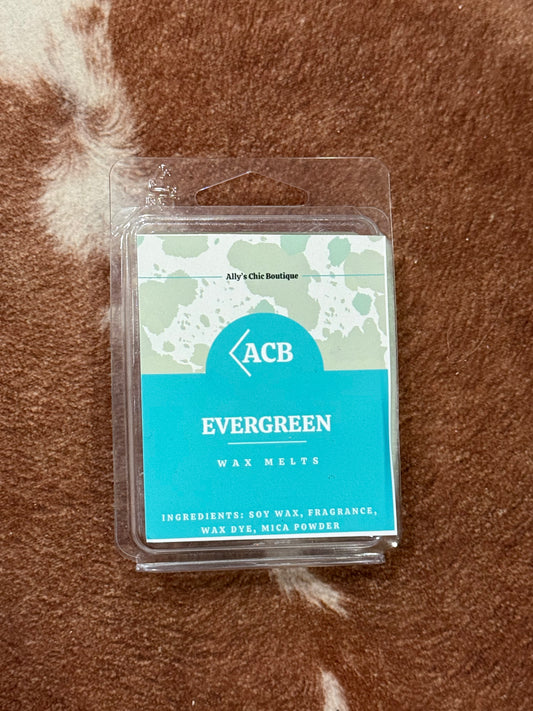 Ally's Chic Boutique
ACB
EVERGREEN
WAX MELTS
INGREDIENTS: SOY WAX, FRAGRANCE,
WAX DYE, MICA POWDER